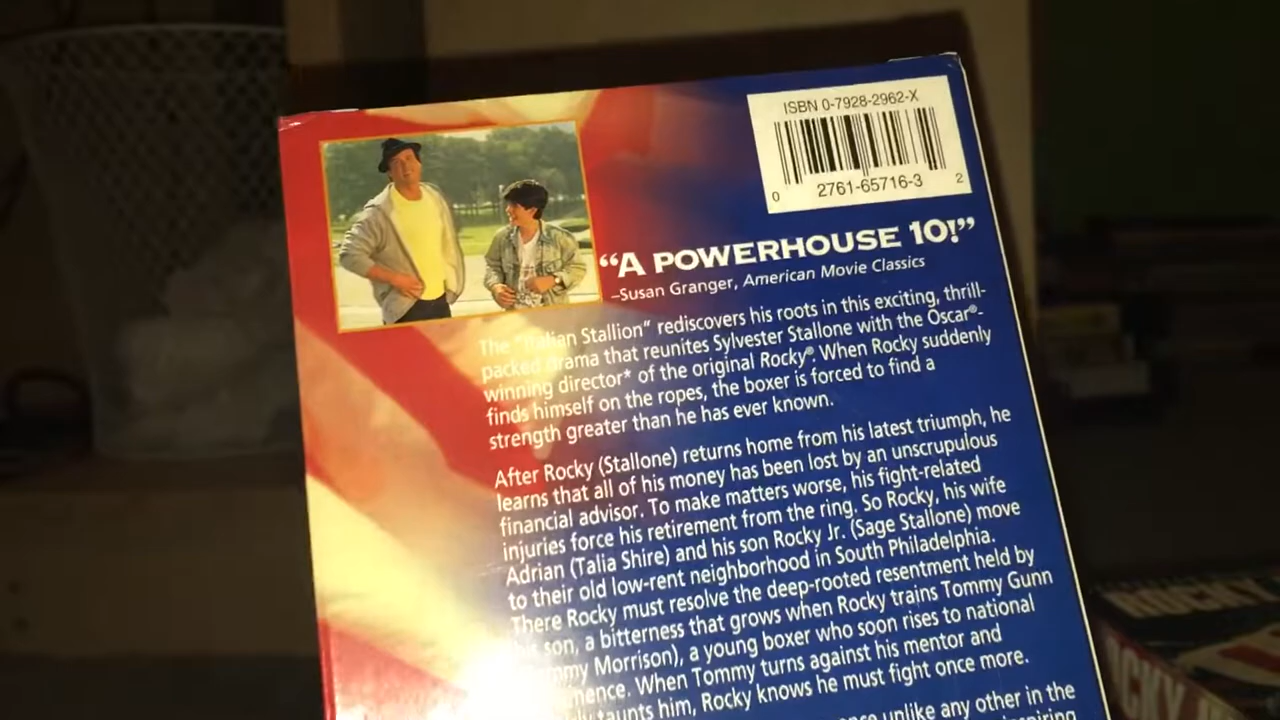 ISBN 0-7928-2962-X
0 2761-65716-3 2
“A POWERHOUSE 10!”
–Susan Granger, American Movie Classics
The "Italian Stallion" rediscovers his roots in this exciting, thrill-
packed drama that reunites Sylvester Stallone with the Oscar®-
winning director* of the original Rocky®. When Rocky suddenly
finds himself on the ropes, the boxer is forced to find a
strength greater than he has ever known.
After Rocky (Stallone) returns home from his latest triumph, he
learns that all of his money has been lost by an unscrupulous
financial advisor. To make matters worse, his fight-related
injuries force his retirement from the ring. So Rocky, his wife
Adrian (Talia Shire) and his son Rocky Jr. (Sage Stallone) move
to their old low-rent neighborhood in South Philadelphia.
There Rocky must resolve the deep-rooted resentment held by
his son, a bitterness that grows when Rocky trains Tommy Gunn
(Tommy Morrison), a young boxer who soon rises to national
When Tommy turns against his mentor and
taunts him, Rocky knows he must fight once more.
unlike any other in the
ROCKY